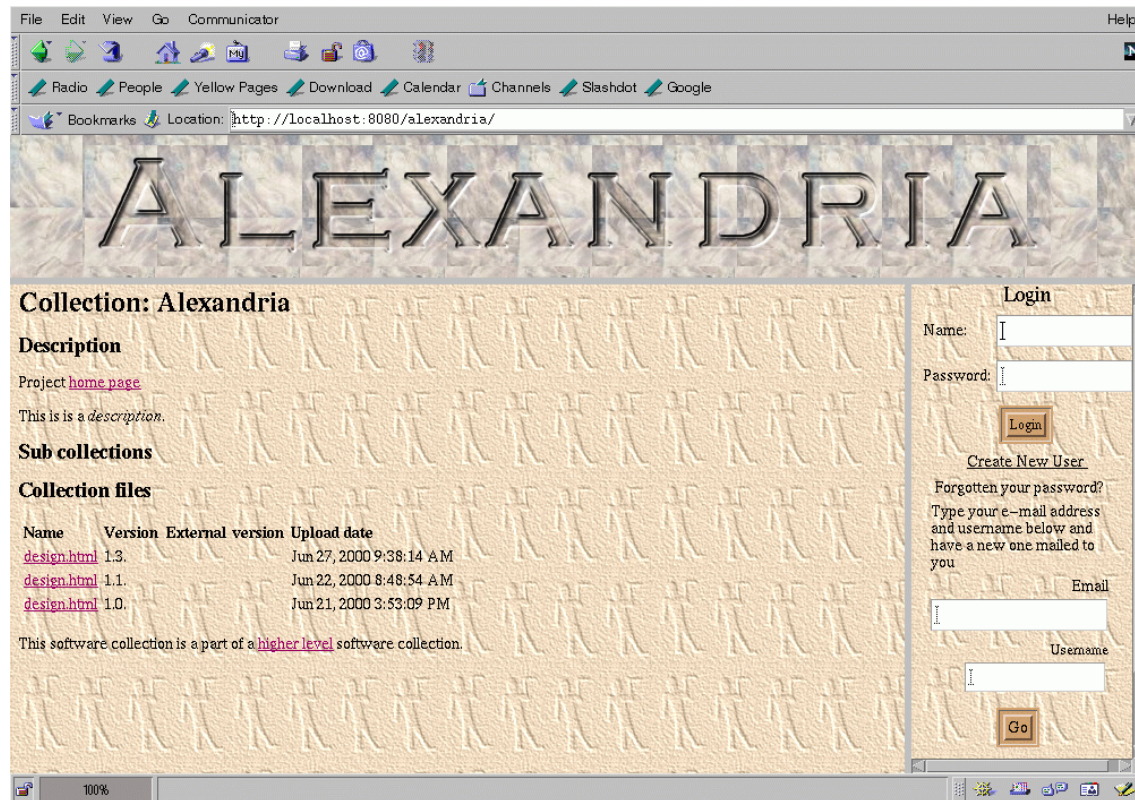 File Edit View Go Communicator Help
My
Radio People Yellow Pages Download Calendar Channels Slashdot Google
Bookmarks Location: http://localhost:8080/alexandria/
ALEXANDRIA
Collection: Alexandria
Description
Project home page
This is is a description.
Sub collections
Collection files
Name Version External version Upload date
design.html 1.3. Jun 27, 2000 9:38:14 AM
design.html 1.1. Jun 22, 2000 8:48:54 AM
design.html 1.0. Jun 21, 2000 3:53:09 PM
This software collection is a part of a higher level software collection.
Login
Name:
Password:
Login
Create New User
Forgotten your password?
Type your e-mail address
and username below and
have a new one mailed to
you
Email
Username
Go
100%